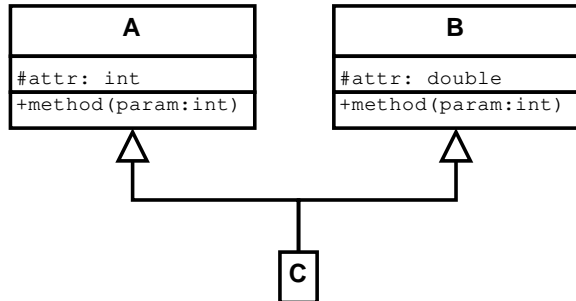 A
#attr: int
+method(param:int)
B
#attr: double
+method(param:int)
C